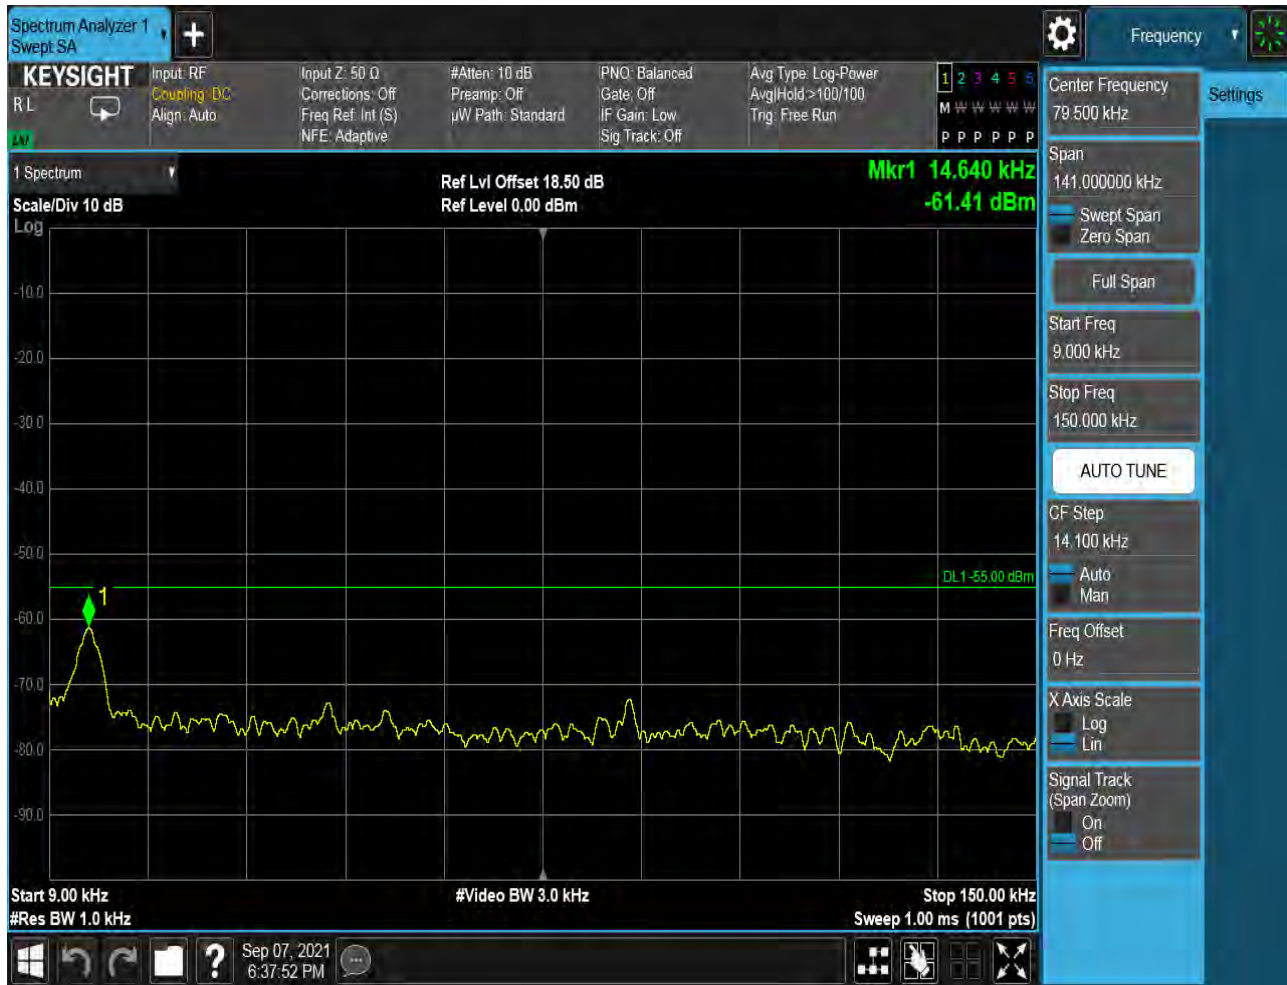 Spectrum Analyzer 1
Swept SA
+
Frequency
KEYSIGHT
R L
Input: RF
Coupling: DC
Align: Auto
Input Z: 50 Ω
Corrections: Off
Freq Ref: Int (S)
NFE: Adaptive
#Atten: 10 dB
Preamp: Off
µW Path: Standard
PNO: Balanced
Gate: Off
IF Gain: Low
Sig Track: Off
Avg Type: Log-Power
Avg|Hold:>100/100
Trig: Free Run
1 2 3 4 5 6
M W W W W W
P P P P P P
1 Spectrum
Scale/Div 10 dB
Log
Ref Lvl Offset 18.50 dB
Ref Level 0.00 dBm
Mkr1 14.640 kHz
-61.41 dBm
-10.0
-20.0
-30.0
-40.0
-50.0
-60.0
-70.0
-80.0
-90.0
DL1 -55.00 dBm
1
Start 9.00 kHz
#Res BW 1.0 kHz
#Video BW 3.0 kHz
Stop 150.00 kHz
Sweep 1.00 ms (1001 pts)
Center Frequency
79.500 kHz
Settings
Span
141.000000 kHz
Swept Span
Zero Span
Full Span
Start Freq
9.000 kHz
Stop Freq
150.000 kHz
AUTO TUNE
CF Step
14.100 kHz
Auto
Man
Freq Offset
0 Hz
X Axis Scale
Log
Lin
Signal Track
(Span Zoom)
On
Off
?
Sep 07, 2021
6:37:52 PM